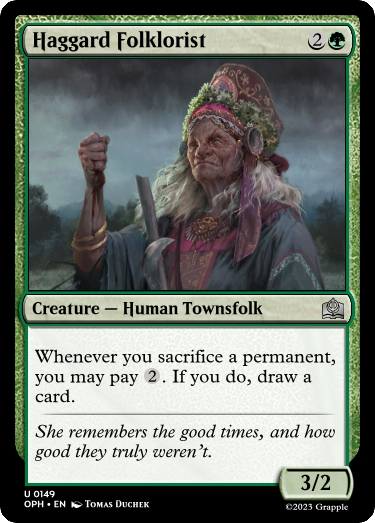 Haggard Folklorist 2
Creature — Human Townsfolk
Whenever you sacrifice a permanent,
you may pay 2. If you do, draw a
card.
She remembers the good times, and how
good they truly weren't.
3/2
U 0149
OPH • EN Tomas Duchek
©2023 Grapple